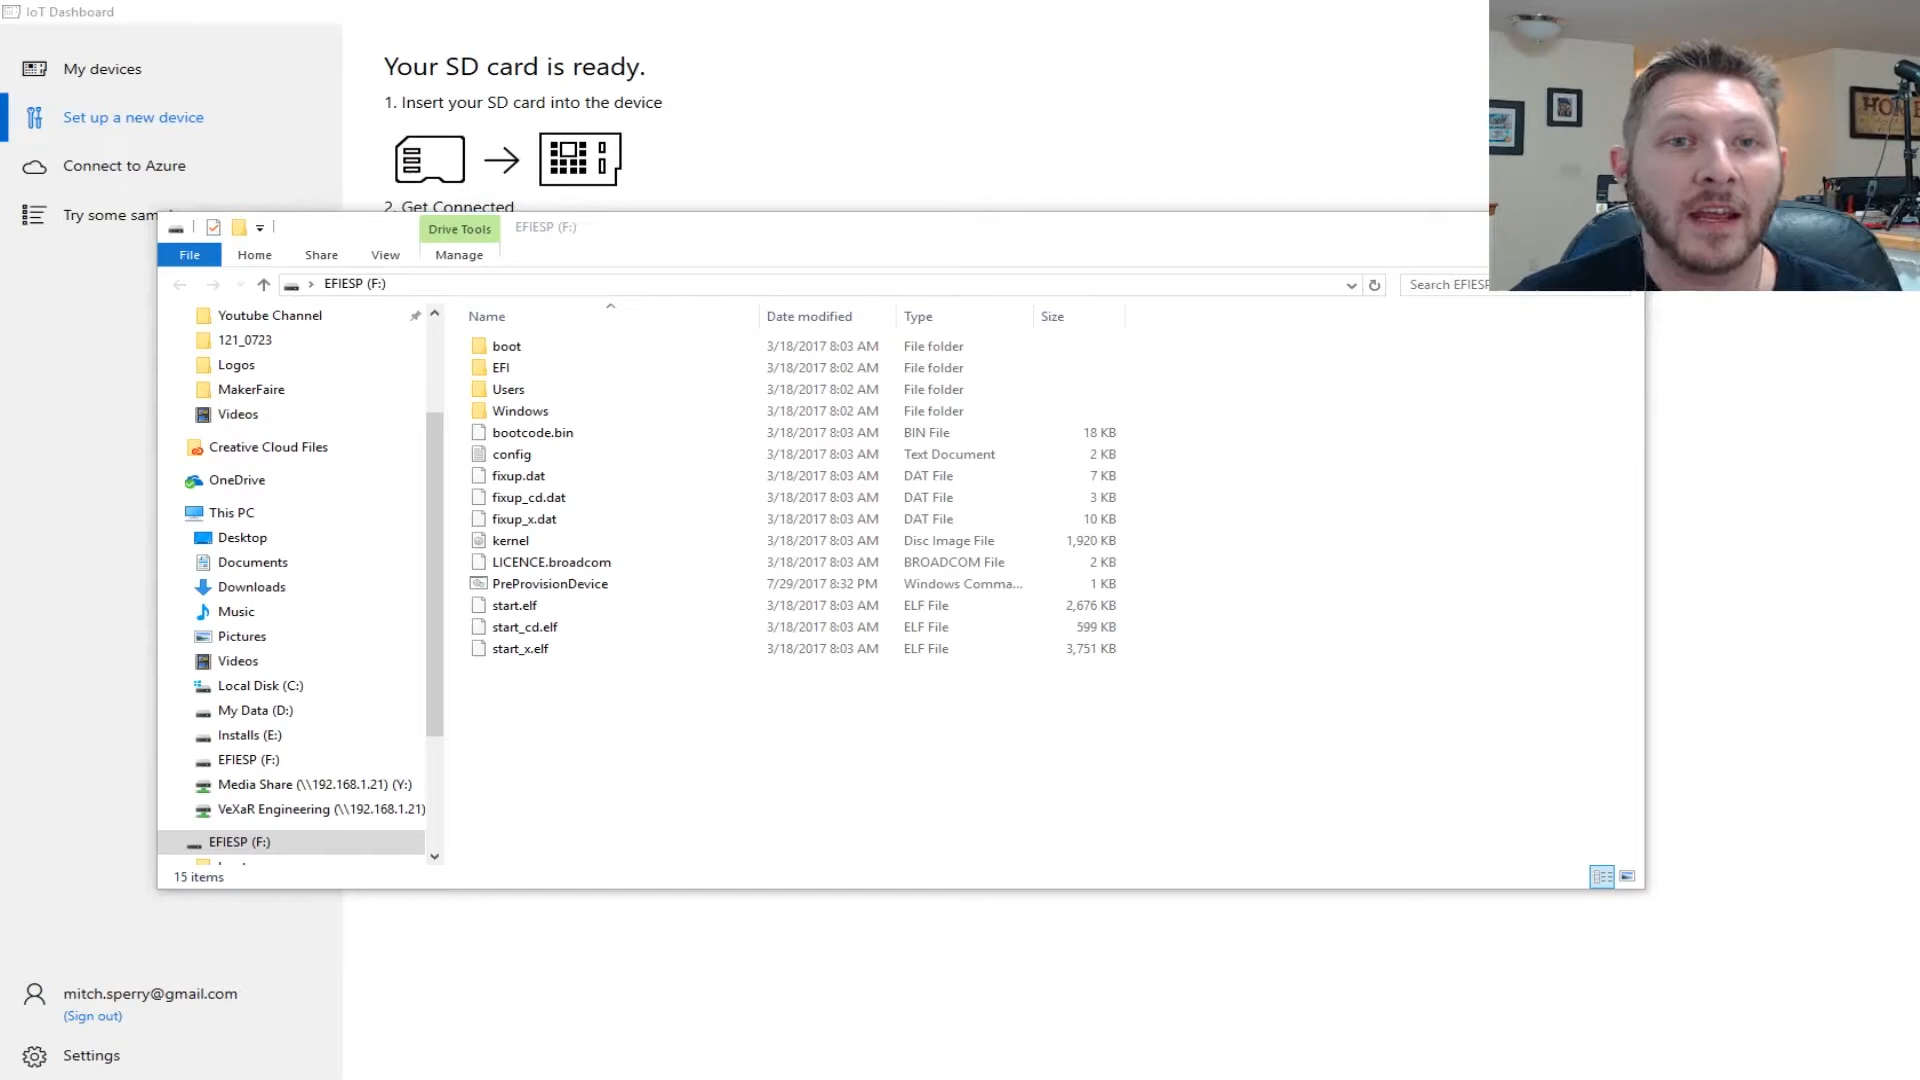 IoT Dashboard
My devices
Set up a new device
Connect to Azure
Try some sam
mitch.sperry@gmail.com
(Sign out)
Settings
Your SD card is ready.
1. Insert your SD card into the device
2. Get Connected
Drive Tools
EFIESP (F:)
File Home Share View Manage
EFIESP (F:)
Search EFIESP
Youtube Channel
121_0723
Logos
MakerFaire
Videos
Creative Cloud Files
OneDrive
This PC
Desktop
Documents
Downloads
Music
Pictures
Videos
Local Disk (C:)
My Data (D:)
Installs (E:)
EFIESP (F:)
Media Share (\\192.168.1.21) (Y:)
VeXaR Engineering (\\192.168.1.21)
EFIESP (F:)
Name Date modified Type Size
boot 3/18/2017 8:03 AM File folder
EFI 3/18/2017 8:02 AM File folder
Users 3/18/2017 8:02 AM File folder
Windows 3/18/2017 8:02 AM File folder
bootcode.bin 3/18/2017 8:03 AM BIN File 18 KB
config 3/18/2017 8:03 AM Text Document 2 KB
fixup.dat 3/18/2017 8:03 AM DAT File 7 KB
fixup_cd.dat 3/18/2017 8:03 AM DAT File 3 KB
fixup_x.dat 3/18/2017 8:03 AM DAT File 10 KB
kernel 3/18/2017 8:03 AM Disc Image File 1,920 KB
LICENCE.broadcom 3/18/2017 8:03 AM BROADCOM File 2 KB
PreProvisionDevice 7/29/2017 8:32 PM Windows Comma... 1 KB
start.elf 3/18/2017 8:03 AM ELF File 2,676 KB
start_cd.elf 3/18/2017 8:03 AM ELF File 599 KB
start_x.elf 3/18/2017 8:03 AM ELF File 3,751 KB
15 items